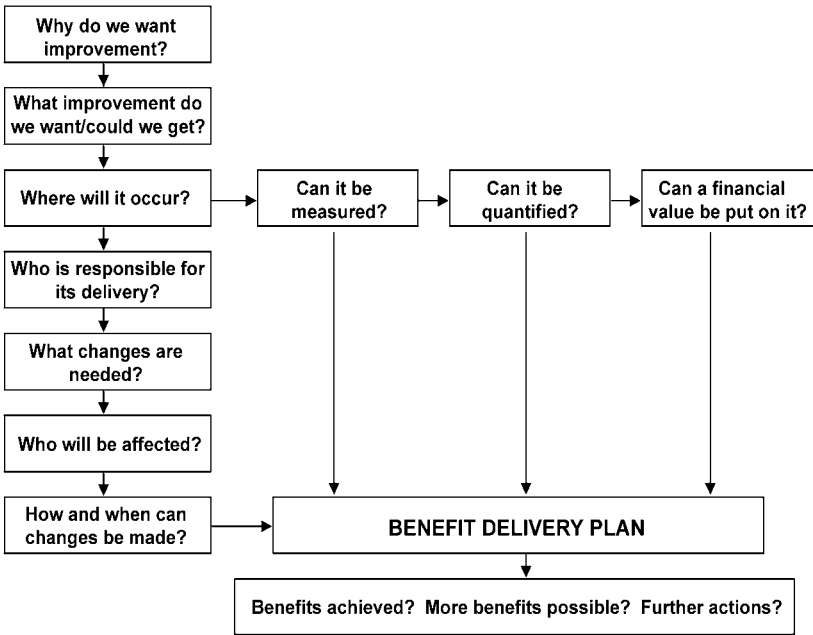 Why do we want
improvement?
What improvement do
we want/could we get?
Where will it occur?
Can it be
measured?
Can it be
quantified?
Can a financial
value be put on it?
Who is responsible for
its delivery?
What changes are
needed?
Who will be affected?
How and when can
changes be made?
BENEFIT DELIVERY PLAN
Benefits achieved? More benefits possible? Further actions?